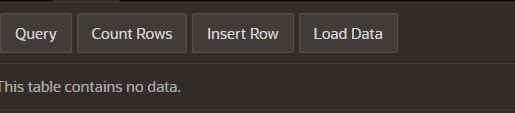 Query Count Rows Insert Row Load Data
This table contains no data.